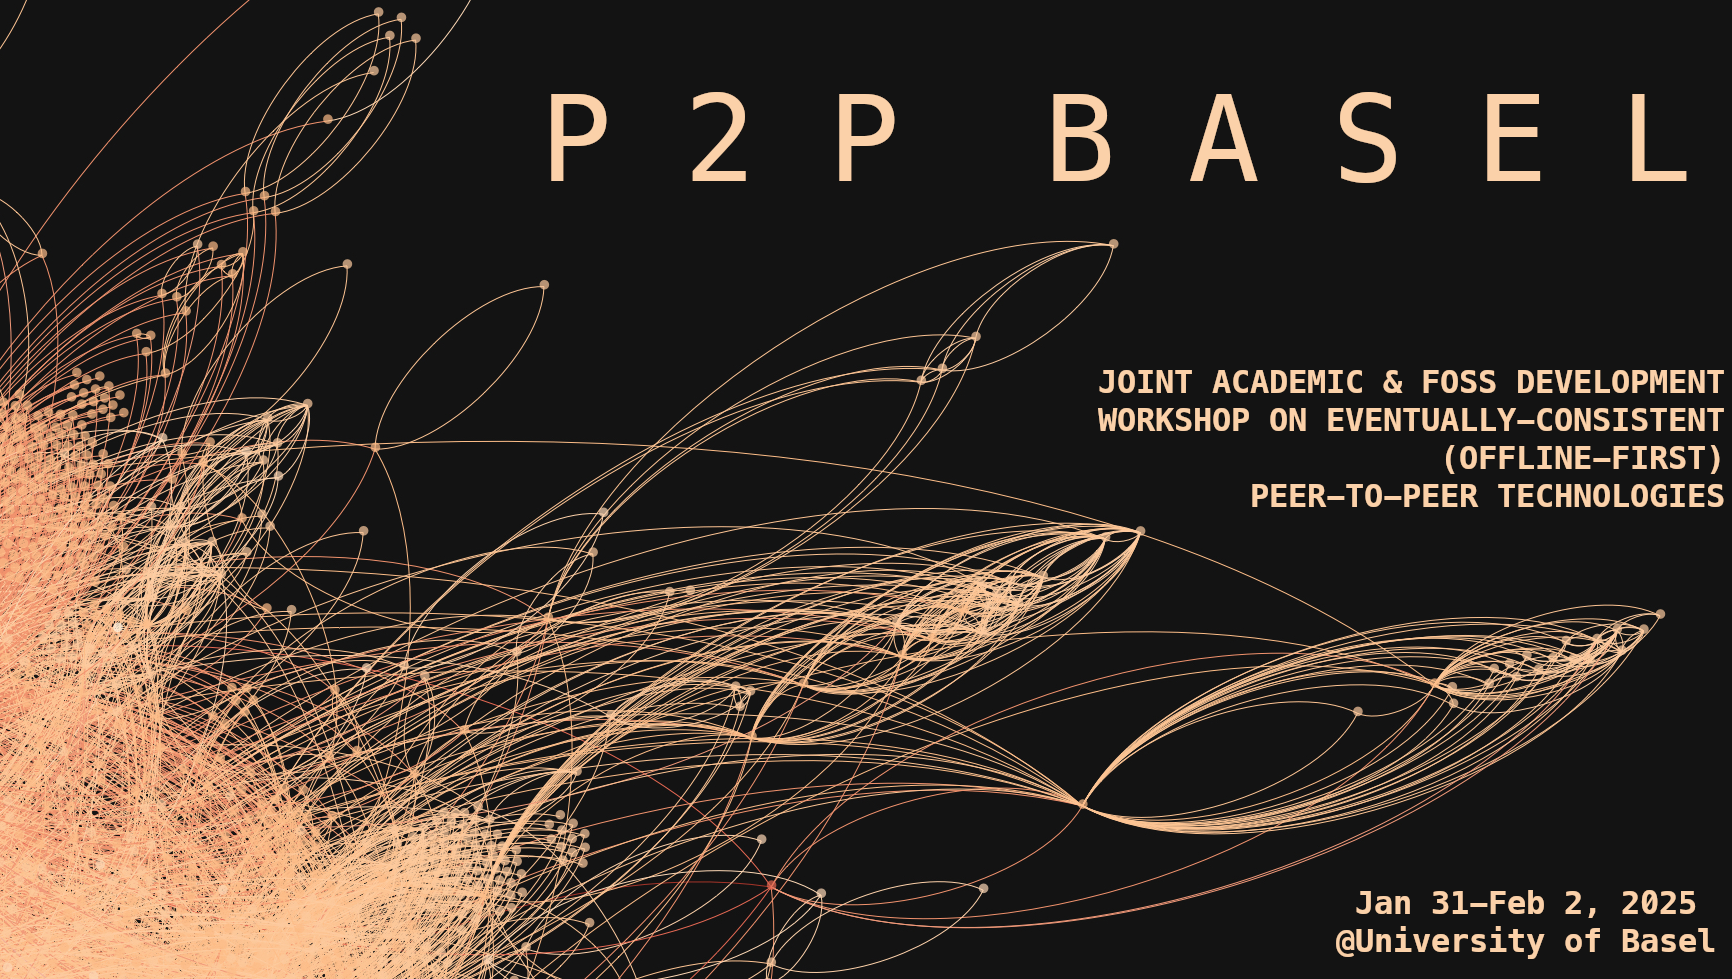 P2P BASEL
JOINT ACADEMIC & FOSS DEVELOPMENT
WORKSHOP ON EVENTUALLY–CONSISTENT
(OFFLINE–FIRST)
PEER–TO–PEER TECHNOLOGIES
Jan 31–Feb 2, 2025
@University of Basel